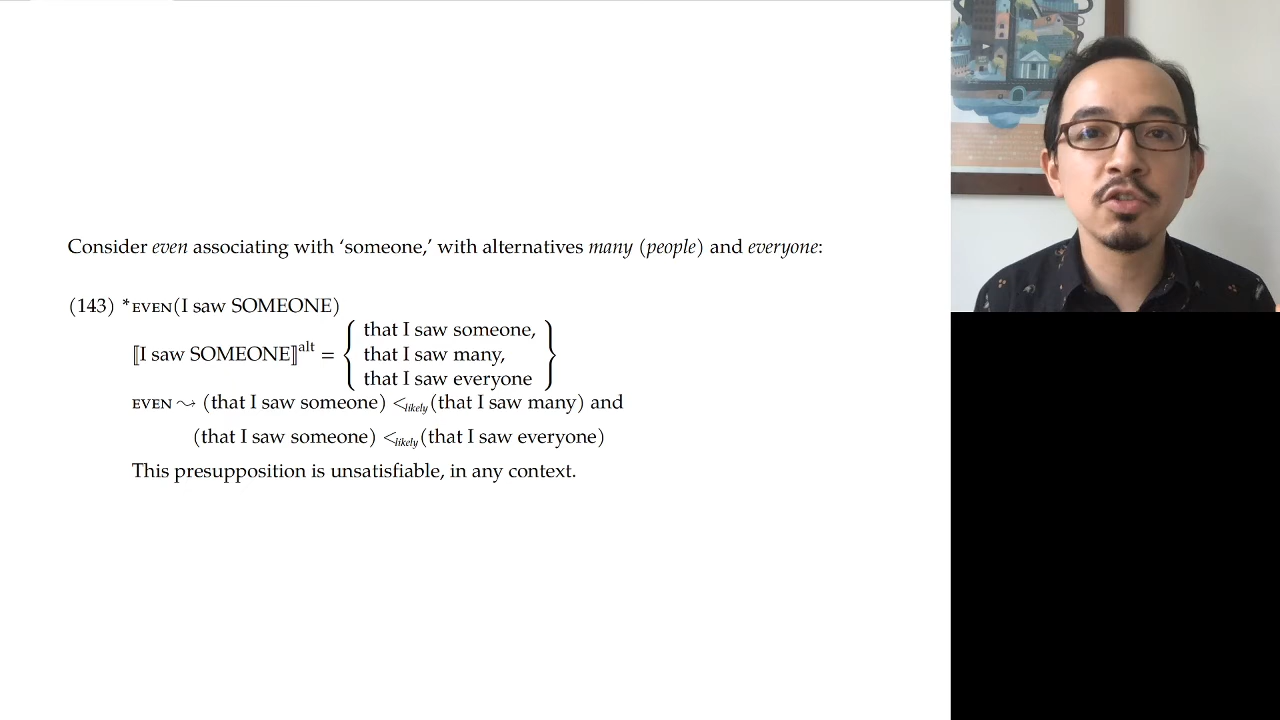 Consider even associating with ‘someone,’ with alternatives many (people) and everyone:
(143) *EVEN(I saw SOMEONE)
⟦I saw SOMEONE⟧alt = { that I saw someone,
that I saw many,
that I saw everyone }
EVEN ⤳ (that I saw someone) <likely (that I saw many) and
(that I saw someone) <likely (that I saw everyone)
This presupposition is unsatisfiable, in any context.